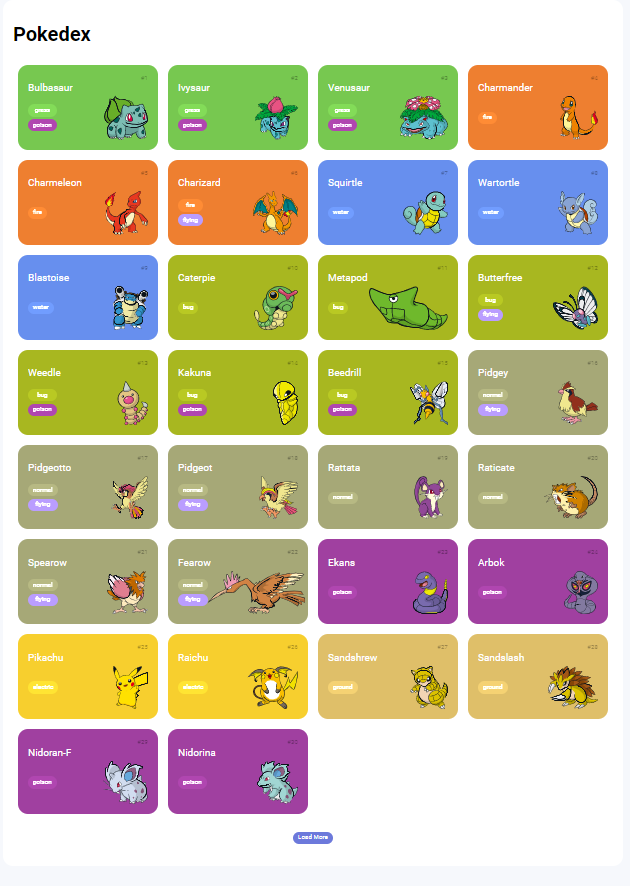 Pokedex
#1
Bulbasaur
grass
poison
#2
Ivysaur
grass
poison
#3
Venusaur
grass
poison
#4
Charmander
fire
#5
Charmeleon
fire
#6
Charizard
fire
flying
#7
Squirtle
water
#8
Wartortle
water
#9
Blastoise
water
#10
Caterpie
bug
#11
Metapod
bug
#12
Butterfree
bug
flying
#13
Weedle
bug
poison
#14
Kakuna
bug
poison
#15
Beedrill
bug
poison
#16
Pidgey
normal
flying
#17
Pidgeotto
normal
flying
#18
Pidgeot
normal
flying
#19
Rattata
normal
#20
Raticate
normal
#21
Spearow
normal
flying
#22
Fearow
normal
flying
#23
Ekans
poison
#24
Arbok
poison
#25
Pikachu
electric
#26
Raichu
electric
#27
Sandshrew
ground
#28
Sandslash
ground
#29
Nidoran-F
poison
#30
Nidorina
poison
Load More